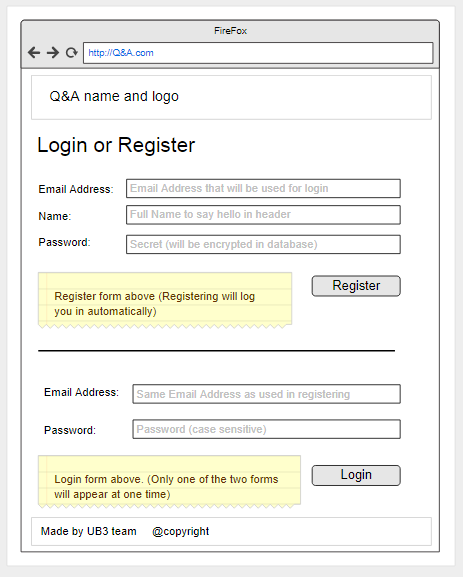 FireFox
http://Q&A.com
Q&A name and logo
Login or Register
Email Address: Email Address that will be used for login
Name: Full Name to say hello in header
Password: Secret (will be encrypted in database)
Register form above (Registering will log
you in automatically)
Register
Email Address: Same Email Address as used in registering
Password: Password (case sensitive)
Login form above. (Only one of the two forms
will appear at one time)
Login
Made by UB3 team @copyright